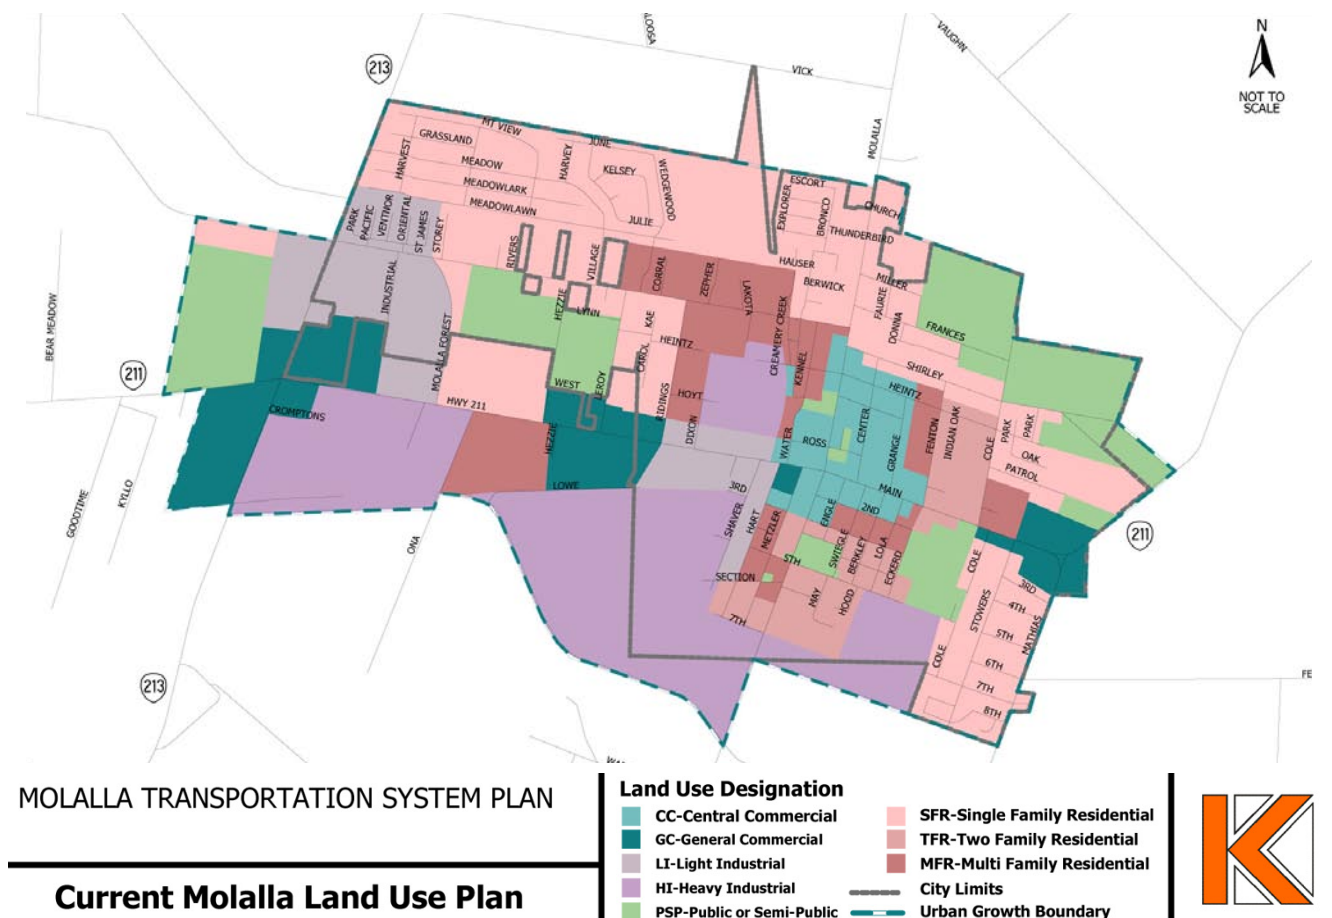 LOOSA
VICK
VAUGHN
N
NOT TO
SCALE
213
MOLALLA
MT VIEW
JUNE
GRASSLAND
HARVEST
MEADOW
HARVEY
KELSEY
WEDGEWOOD
MEADOWLARK
MEADOWLAWN
JULIE
ESCORT
EXPLORER
BRONCO
CHURCH
THUNDERBIRD
PARK
PACIFIC
VENTNOR
ORIENTAL
ST JAMES
STOREY
RIVERS
VILLAGE
CORRAL
ZEPHER
LAKOTA
HAUSER
BERWICK
MILLER
INDUSTRIAL
HEZZIE
LYNN
KAE
CREAMERY CREEK
FAURIE
DONNA
FRANCES
BEAR MEADOW
MOLALLA FOREST
CAROL
HEINTZ
KENNEL
SHIRLEY
HEINTZ
211
WEST
LEROY
HOYT
RIDINGS
HWY 211
CROMPTONS
DIXON
WATER
ROSS
CENTER
GRANGE
FENTON
INDIAN OAK
COLE
PARK
PARK
OAK
PATROL
HEZZIE
LOWE
3RD
MAIN
2ND
ENGLE
GOODTIME
KYLLO
ONA
SHAVER
HART
METZLER
5TH
SWIEGLE
BERKLEY
LOLA
ECKERD
211
SECTION
COLE
3RD
7TH
MAY
HOOD
STOWERS
4TH
5TH
MATHIAS
COLE
6TH
7TH
8TH
FE
213
MOLALLA TRANSPORTATION SYSTEM PLAN
Current Molalla Land Use Plan
Land Use Designation
CC-Central Commercial
GC-General Commercial
LI-Light Industrial
HI-Heavy Industrial
PSP-Public or Semi-Public
SFR-Single Family Residential
TFR-Two Family Residential
MFR-Multi Family Residential
City Limits
Urban Growth Boundary